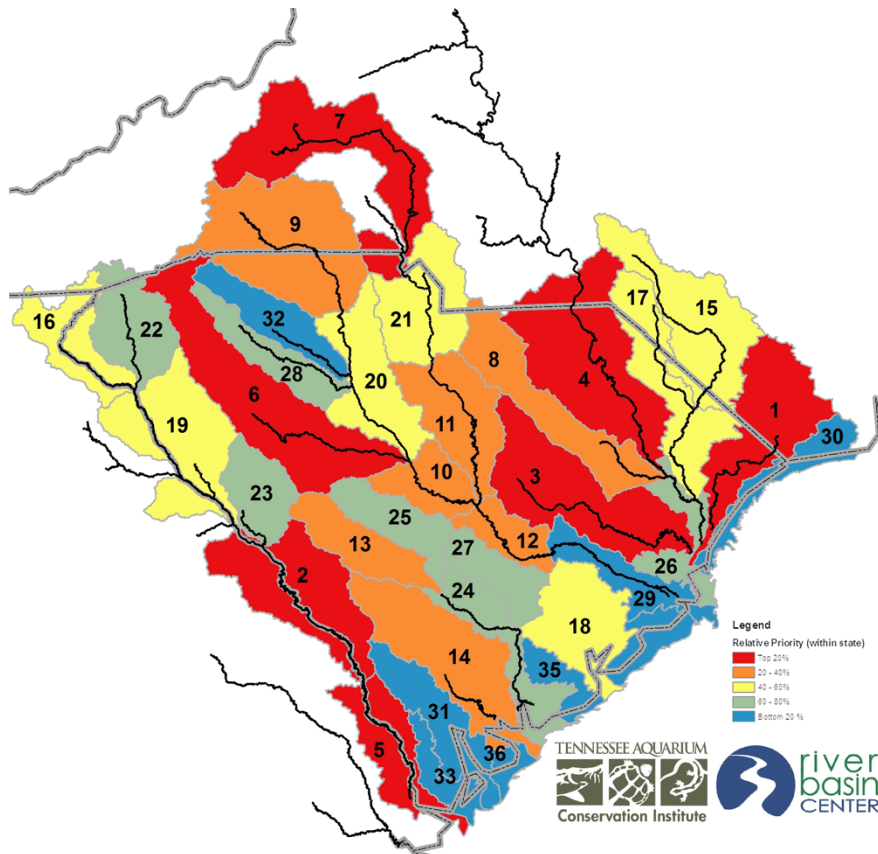 7
9
17
15
16
32
21
22
8
28
4
6
20
1
11
30
19
3
10
23
25
12
13
27
26
2
24
29
18
14
35
31
5
36
33
Legend
Relative Priority (within state)
Top 20%
20 - 40%
40 - 60%
60 - 80%
Bottom 20 %
TENNESSEE AQUARIUM
Conservation Institute
river
basin
CENTER